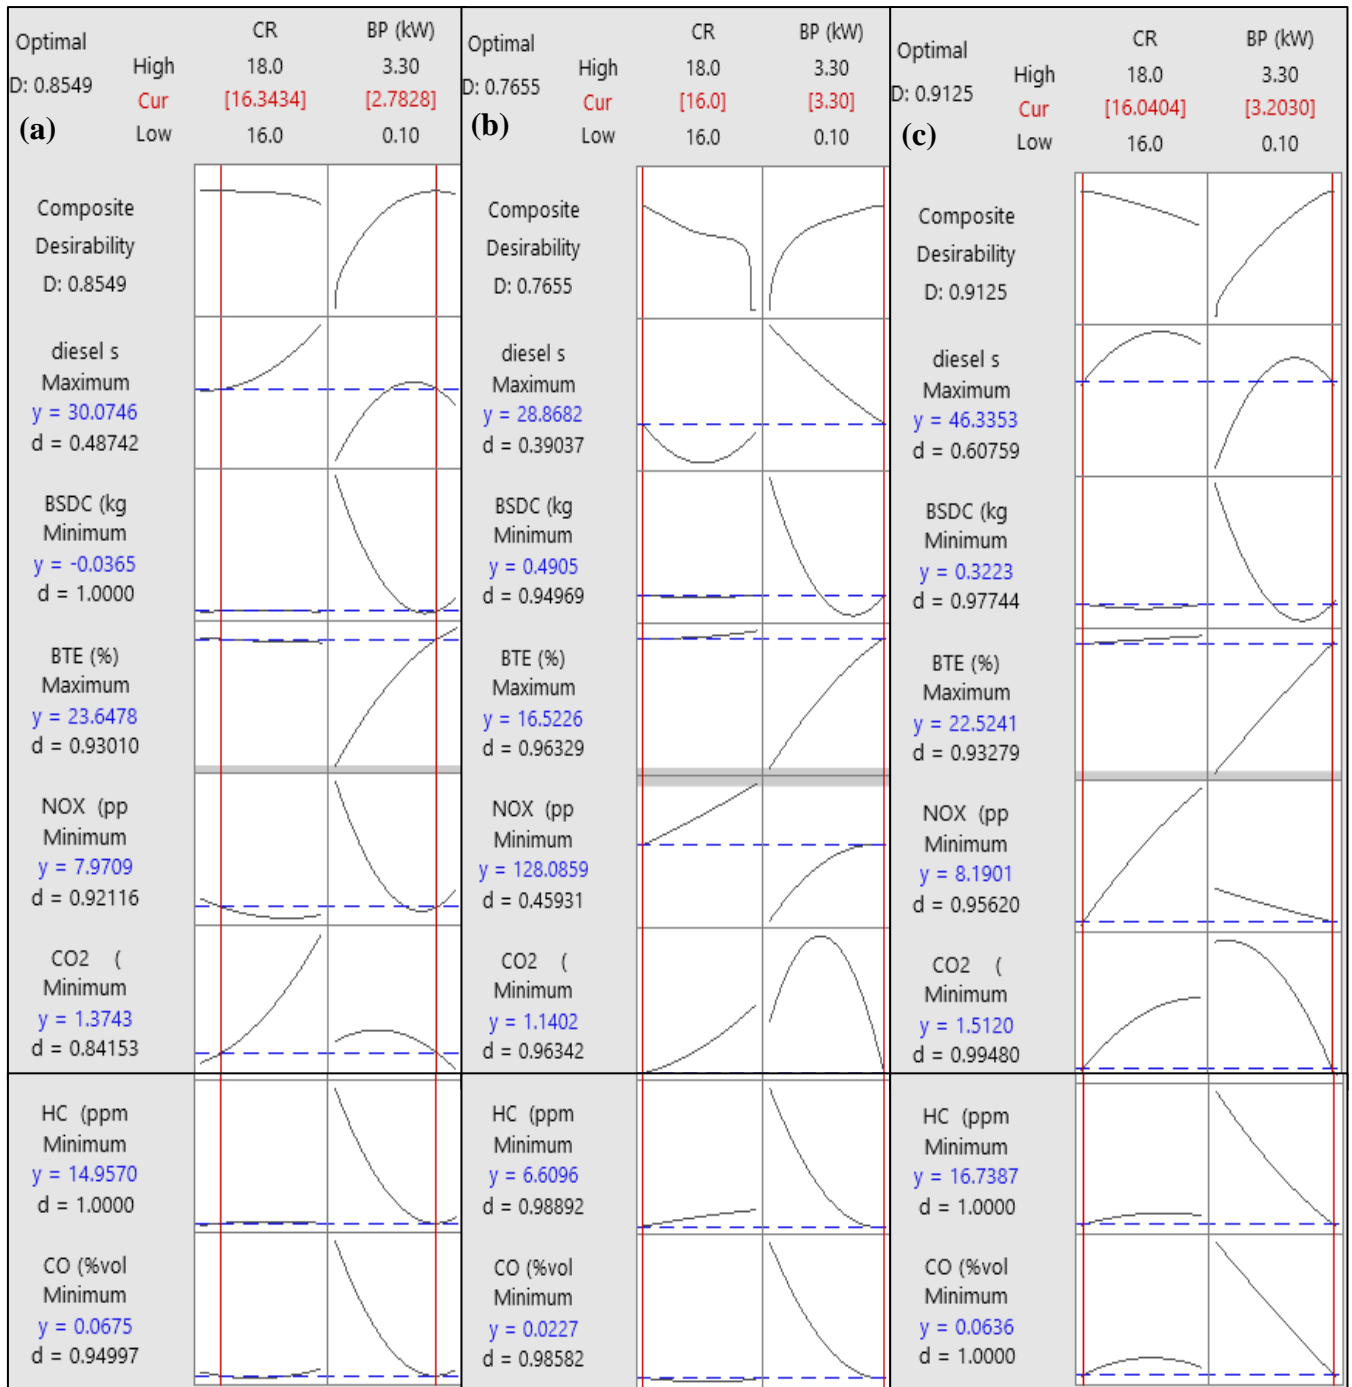 Optimal
CR
BP (kW)
D: 0.8549
High
18.0
3.30
Cur
[16.3434]
[2.7828]
(a)
Low
16.0
0.10
Composite
Desirability
D: 0.8549
diesel s
Maximum
y = 30.0746
d = 0.48742
BSDC (kg
Minimum
y = -0.0365
d = 1.0000
BTE (%)
Maximum
y = 23.6478
d = 0.93010
NOX (pp
Minimum
y = 7.9709
d = 0.92116
CO2 (
Minimum
y = 1.3743
d = 0.84153
HC (ppm
Minimum
y = 14.9570
d = 1.0000
CO (%vol
Minimum
y = 0.0675
d = 0.94997
Optimal
CR
BP (kW)
D: 0.7655
High
18.0
3.30
Cur
[16.0]
[3.30]
(b)
Low
16.0
0.10
Composite
Desirability
D: 0.7655
diesel s
Maximum
y = 28.8682
d = 0.39037
BSDC (kg
Minimum
y = 0.4905
d = 0.94969
BTE (%)
Maximum
y = 16.5226
d = 0.96329
NOX (pp
Minimum
y = 128.0859
d = 0.45931
CO2 (
Minimum
y = 1.1402
d = 0.96342
HC (ppm
Minimum
y = 6.6096
d = 0.98892
CO (%vol
Minimum
y = 0.0227
d = 0.98582
Optimal
CR
BP (kW)
D: 0.9125
High
18.0
3.30
Cur
[16.0404]
[3.2030]
(c)
Low
16.0
0.10
Composite
Desirability
D: 0.9125
diesel s
Maximum
y = 46.3353
d = 0.60759
BSDC (kg
Minimum
y = 0.3223
d = 0.97744
BTE (%)
Maximum
y = 22.5241
d = 0.93279
NOX (pp
Minimum
y = 8.1901
d = 0.95620
CO2 (
Minimum
y = 1.5120
d = 0.99480
HC (ppm
Minimum
y = 16.7387
d = 1.0000
CO (%vol
Minimum
y = 0.0636
d = 1.0000